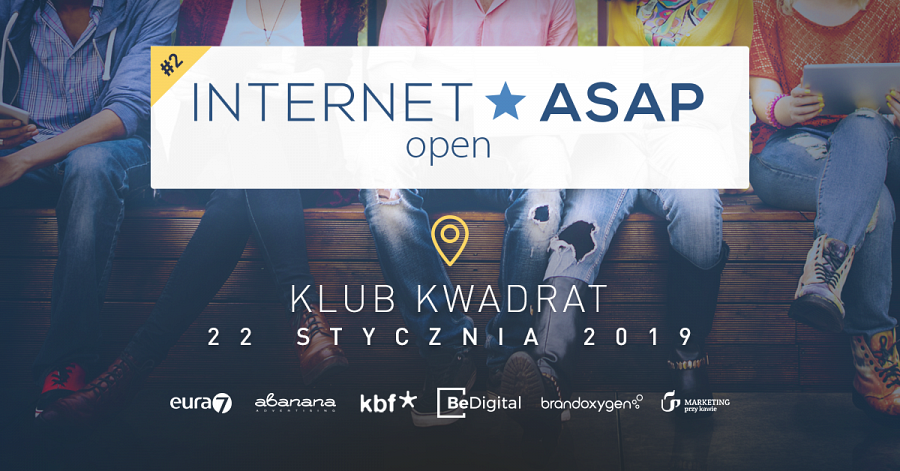 #2
INTERNET ★ ASAP
open
KLUB KWADRAT
22 STYCZNIA 2019
eura7
abanana
ADVERTISING
kbf*
BeDigital
brandoxygen%
MARKETING
przy kawie